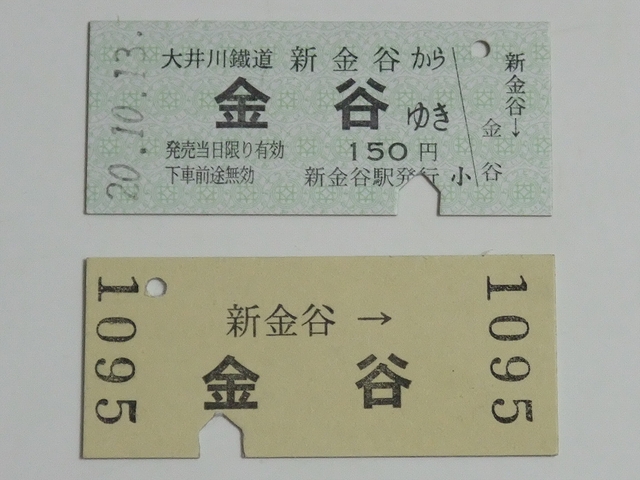 大井川鐵道 新金谷から
金谷ゆき
発売当日限り有効 150円
下車前途無効 新金谷駅発行 小
20.10.13.
新金谷→
金谷
1095
新金谷→
金谷
1095